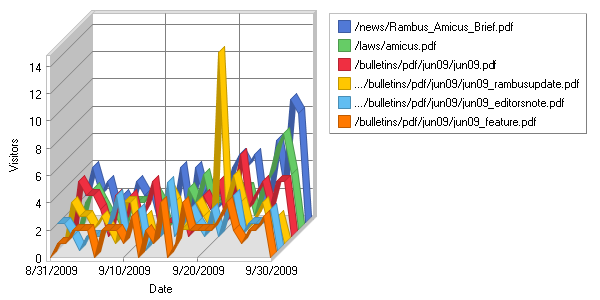 /news/Rambus_Amicus_Brief.pdf
/laws/amicus.pdf
/bulletins/pdf/jun09/jun09.pdf
.../bulletins/pdf/jun09/jun09_rambusupdate.pdf
.../bulletins/pdf/jun09/jun09_editorsnote.pdf
/bulletins/pdf/jun09/jun09_feature.pdf
14
12
10
8
6
4
2
0
Visitors
8/31/2009 9/10/2009 9/20/2009 9/30/2009
Date